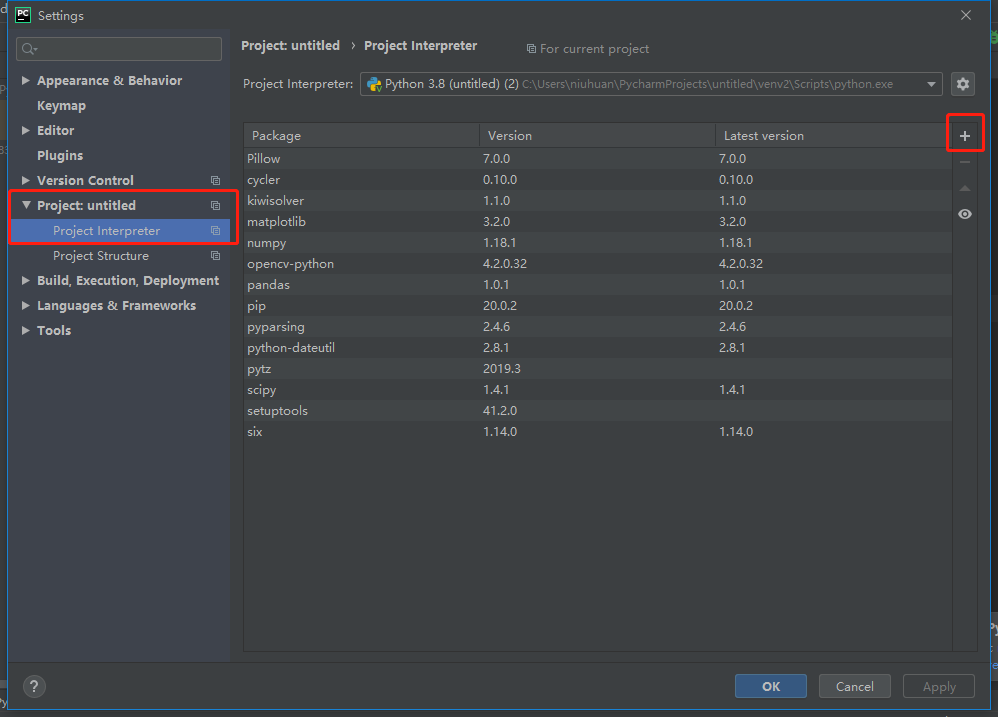 PC Settings
Project: untitled › Project Interpreter For current project
Project Interpreter: Python 3.8 (untitled) (2) C:\Users\niuhuan\PycharmProjects\untitled\venv2\Scripts\python.exe
Appearance & Behavior
Keymap
Editor
Plugins
Version Control
Project: untitled
Project Interpreter
Project Structure
Build, Execution, Deployment
Languages & Frameworks
Tools
Package Version Latest version
Pillow 7.0.0 7.0.0
cycler 0.10.0 0.10.0
kiwisolver 1.1.0 1.1.0
matplotlib 3.2.0 3.2.0
numpy 1.18.1 1.18.1
opencv-python 4.2.0.32 4.2.0.32
pandas 1.0.1 1.0.1
pip 20.0.2 20.0.2
pyparsing 2.4.6 2.4.6
python-dateutil 2.8.1 2.8.1
pytz 2019.3
scipy 1.4.1 1.4.1
setuptools 41.2.0
six 1.14.0 1.14.0
? OK Cancel Apply